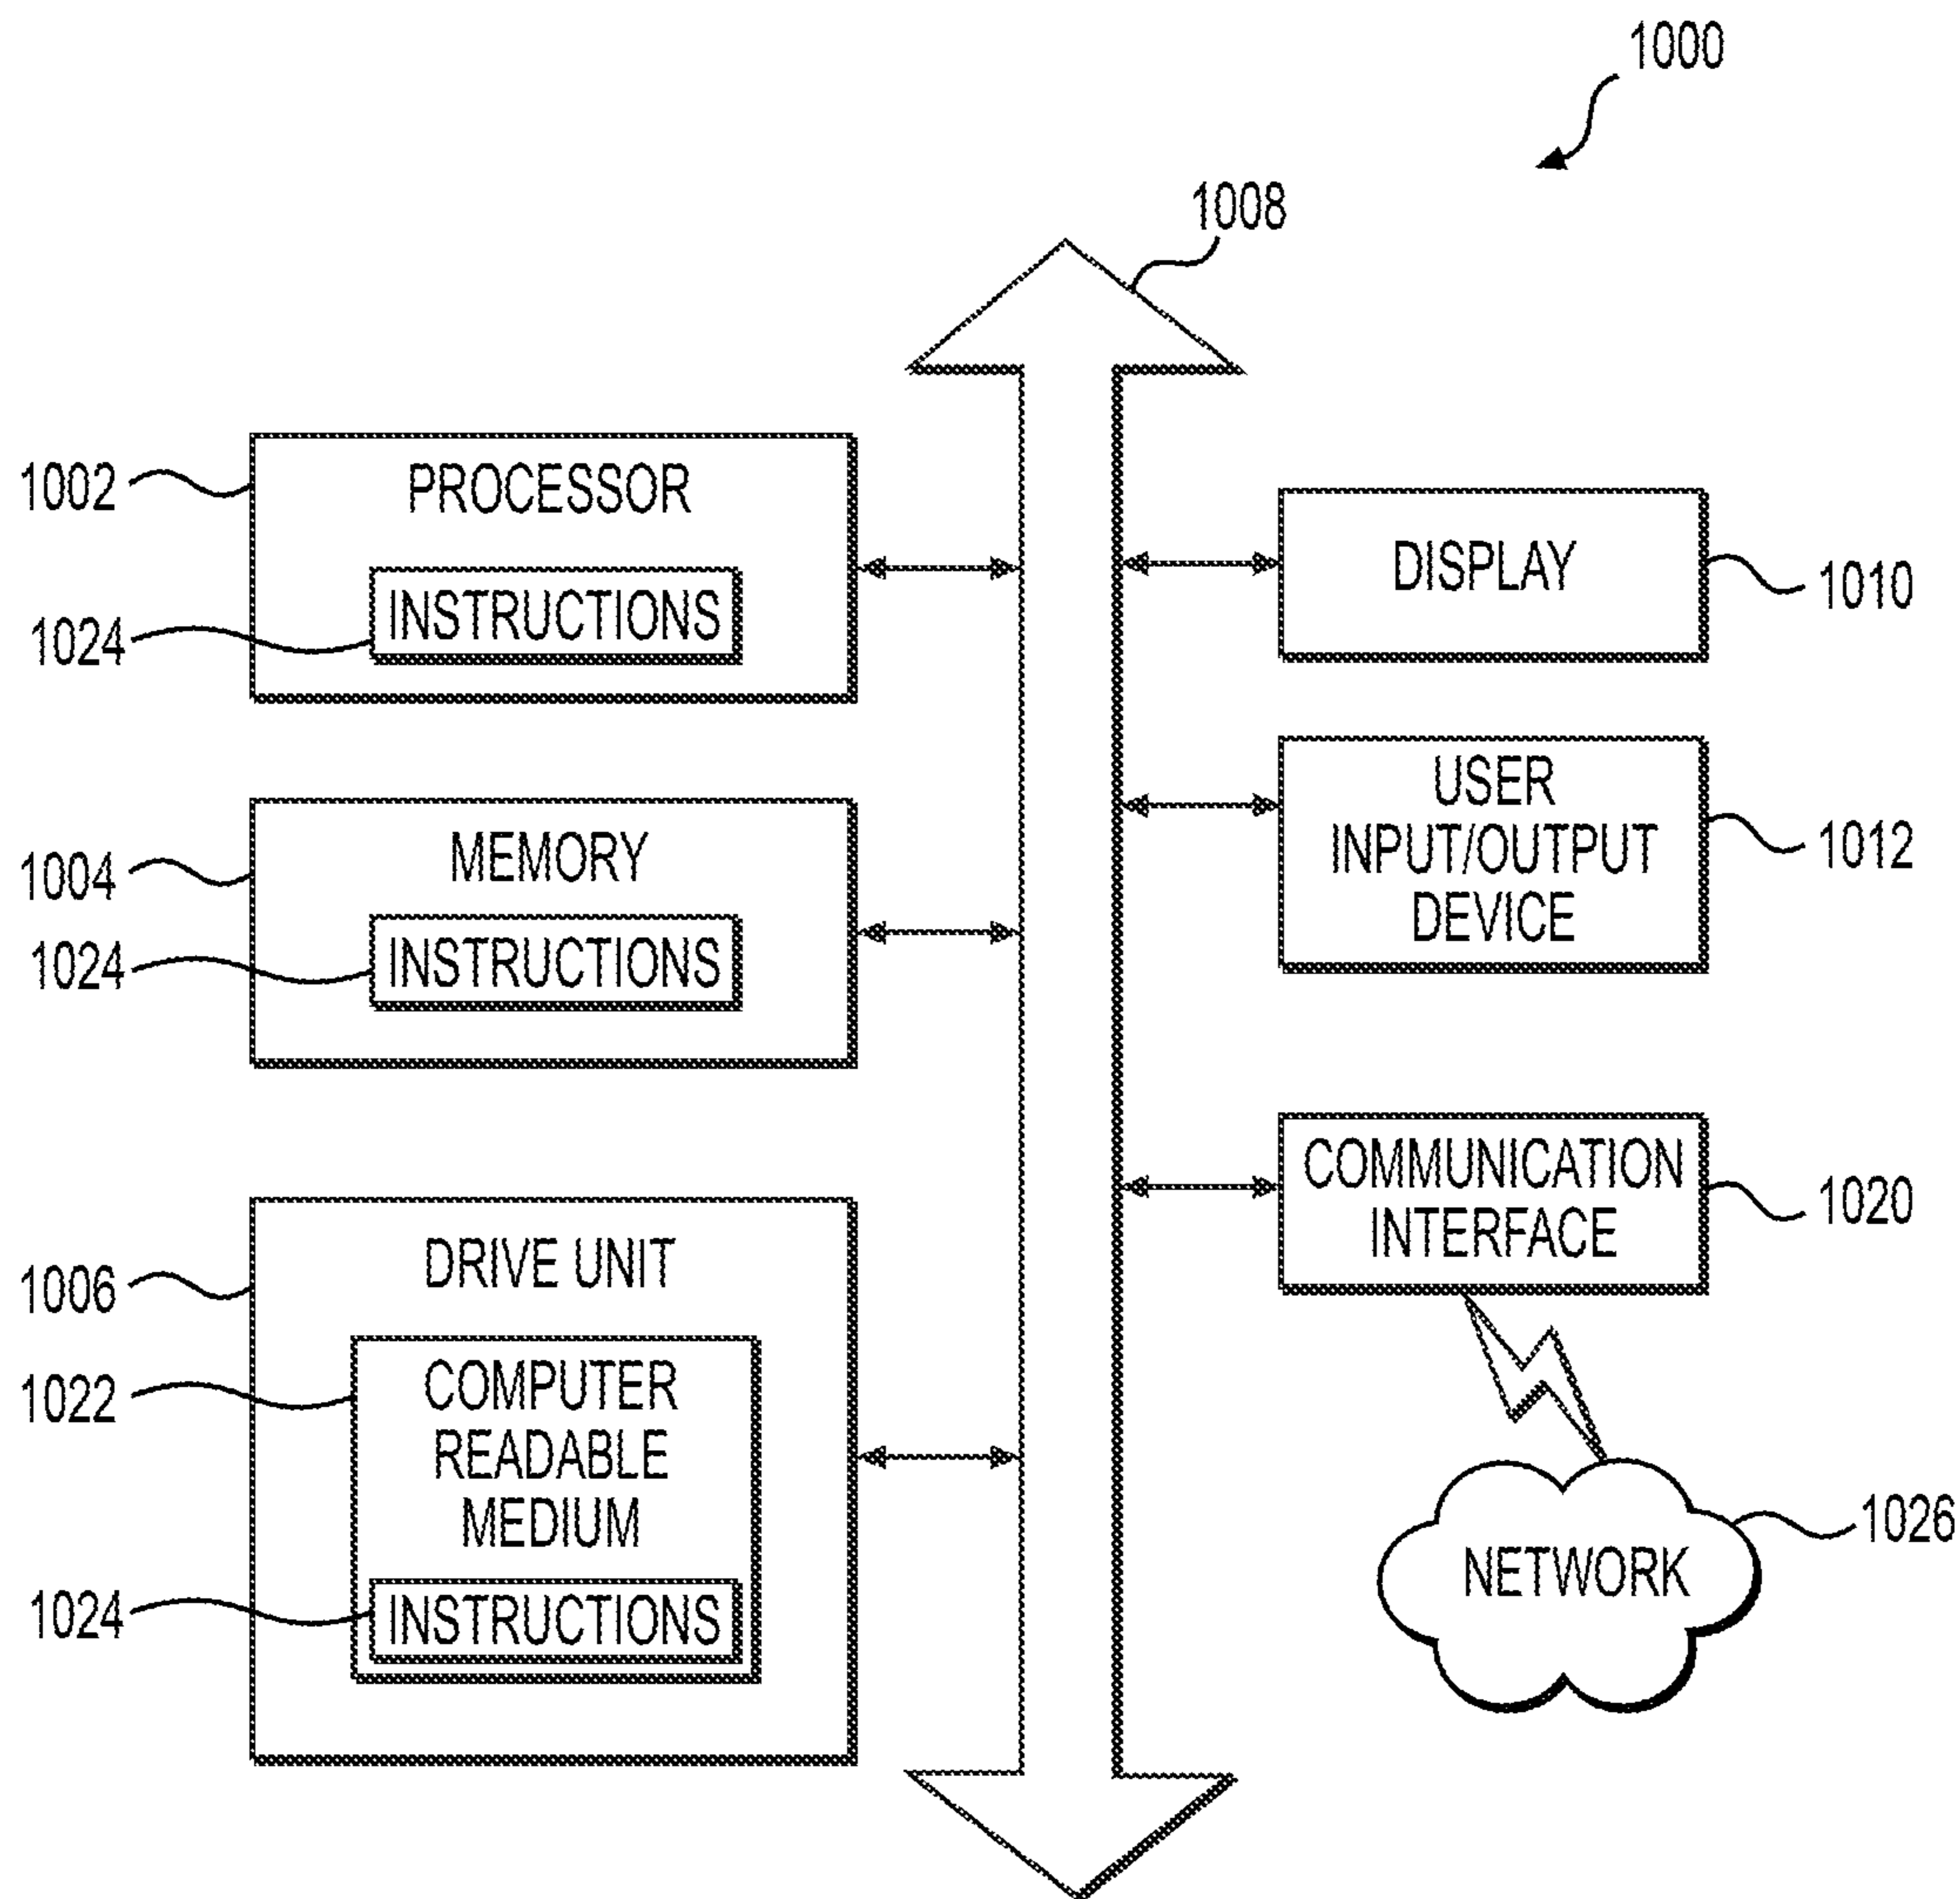 1000
1008
1002
PROCESSOR
INSTRUCTIONS
1024
DISPLAY
1010
1004
MEMORY
INSTRUCTIONS
1024
USER
INPUT/OUTPUT
DEVICE
1012
COMMUNICATION
INTERFACE
1020
1006
DRIVE UNIT
1022
COMPUTER
READABLE
MEDIUM
1024
INSTRUCTIONS
NETWORK
1026